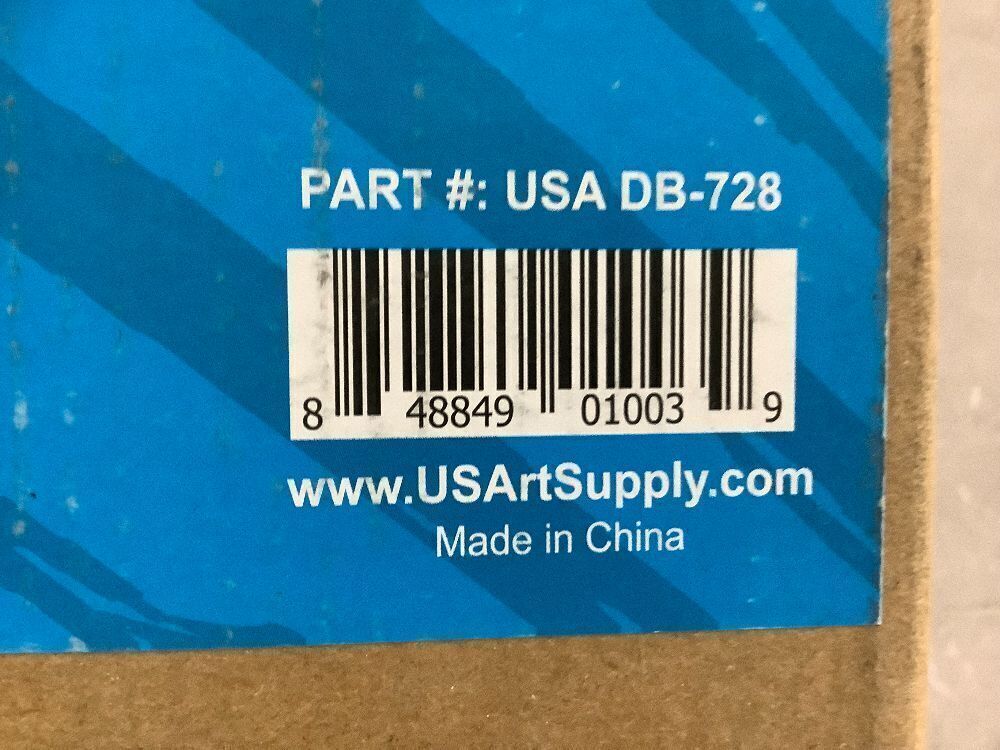 PART #: USA DB-728
8 48849 01003 9
www.USArtSupply.com
Made in China